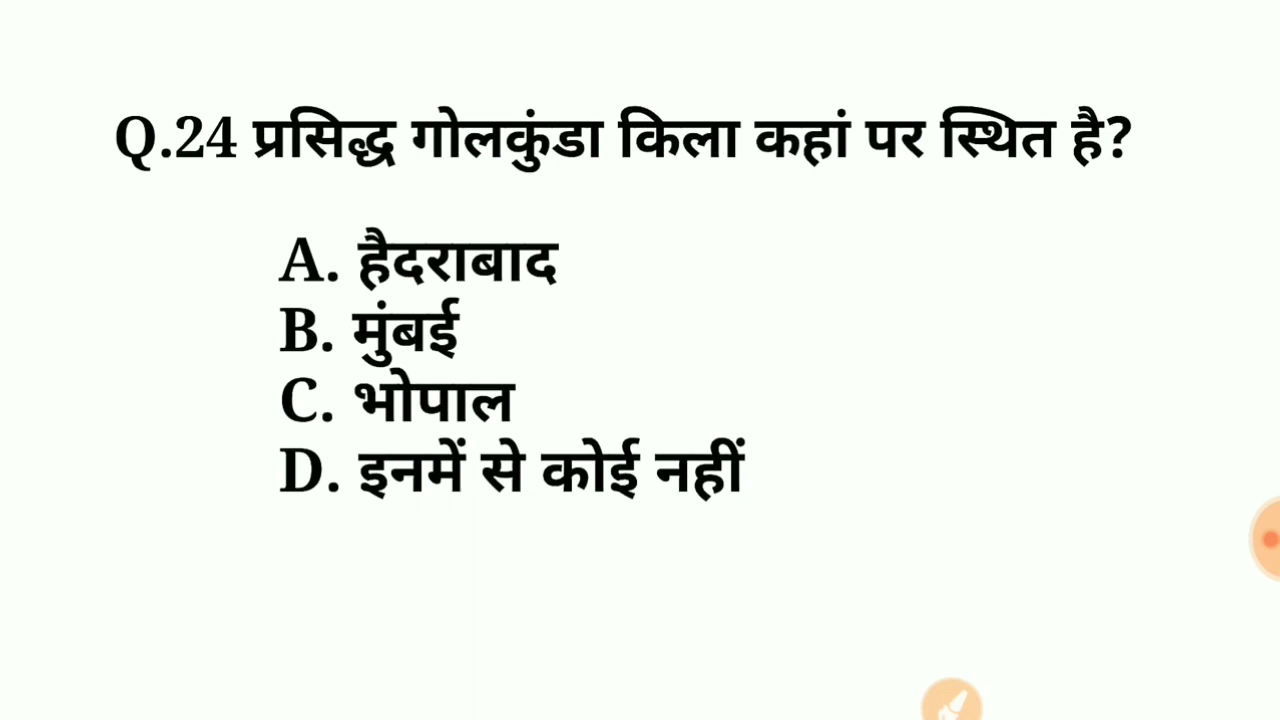 Q.24 प्रसिद्ध गोलकुंडा किला कहां पर स्थित है?
A. हैदराबाद
B. मुंबई
C. भोपाल
D. इनमें से कोई नहीं